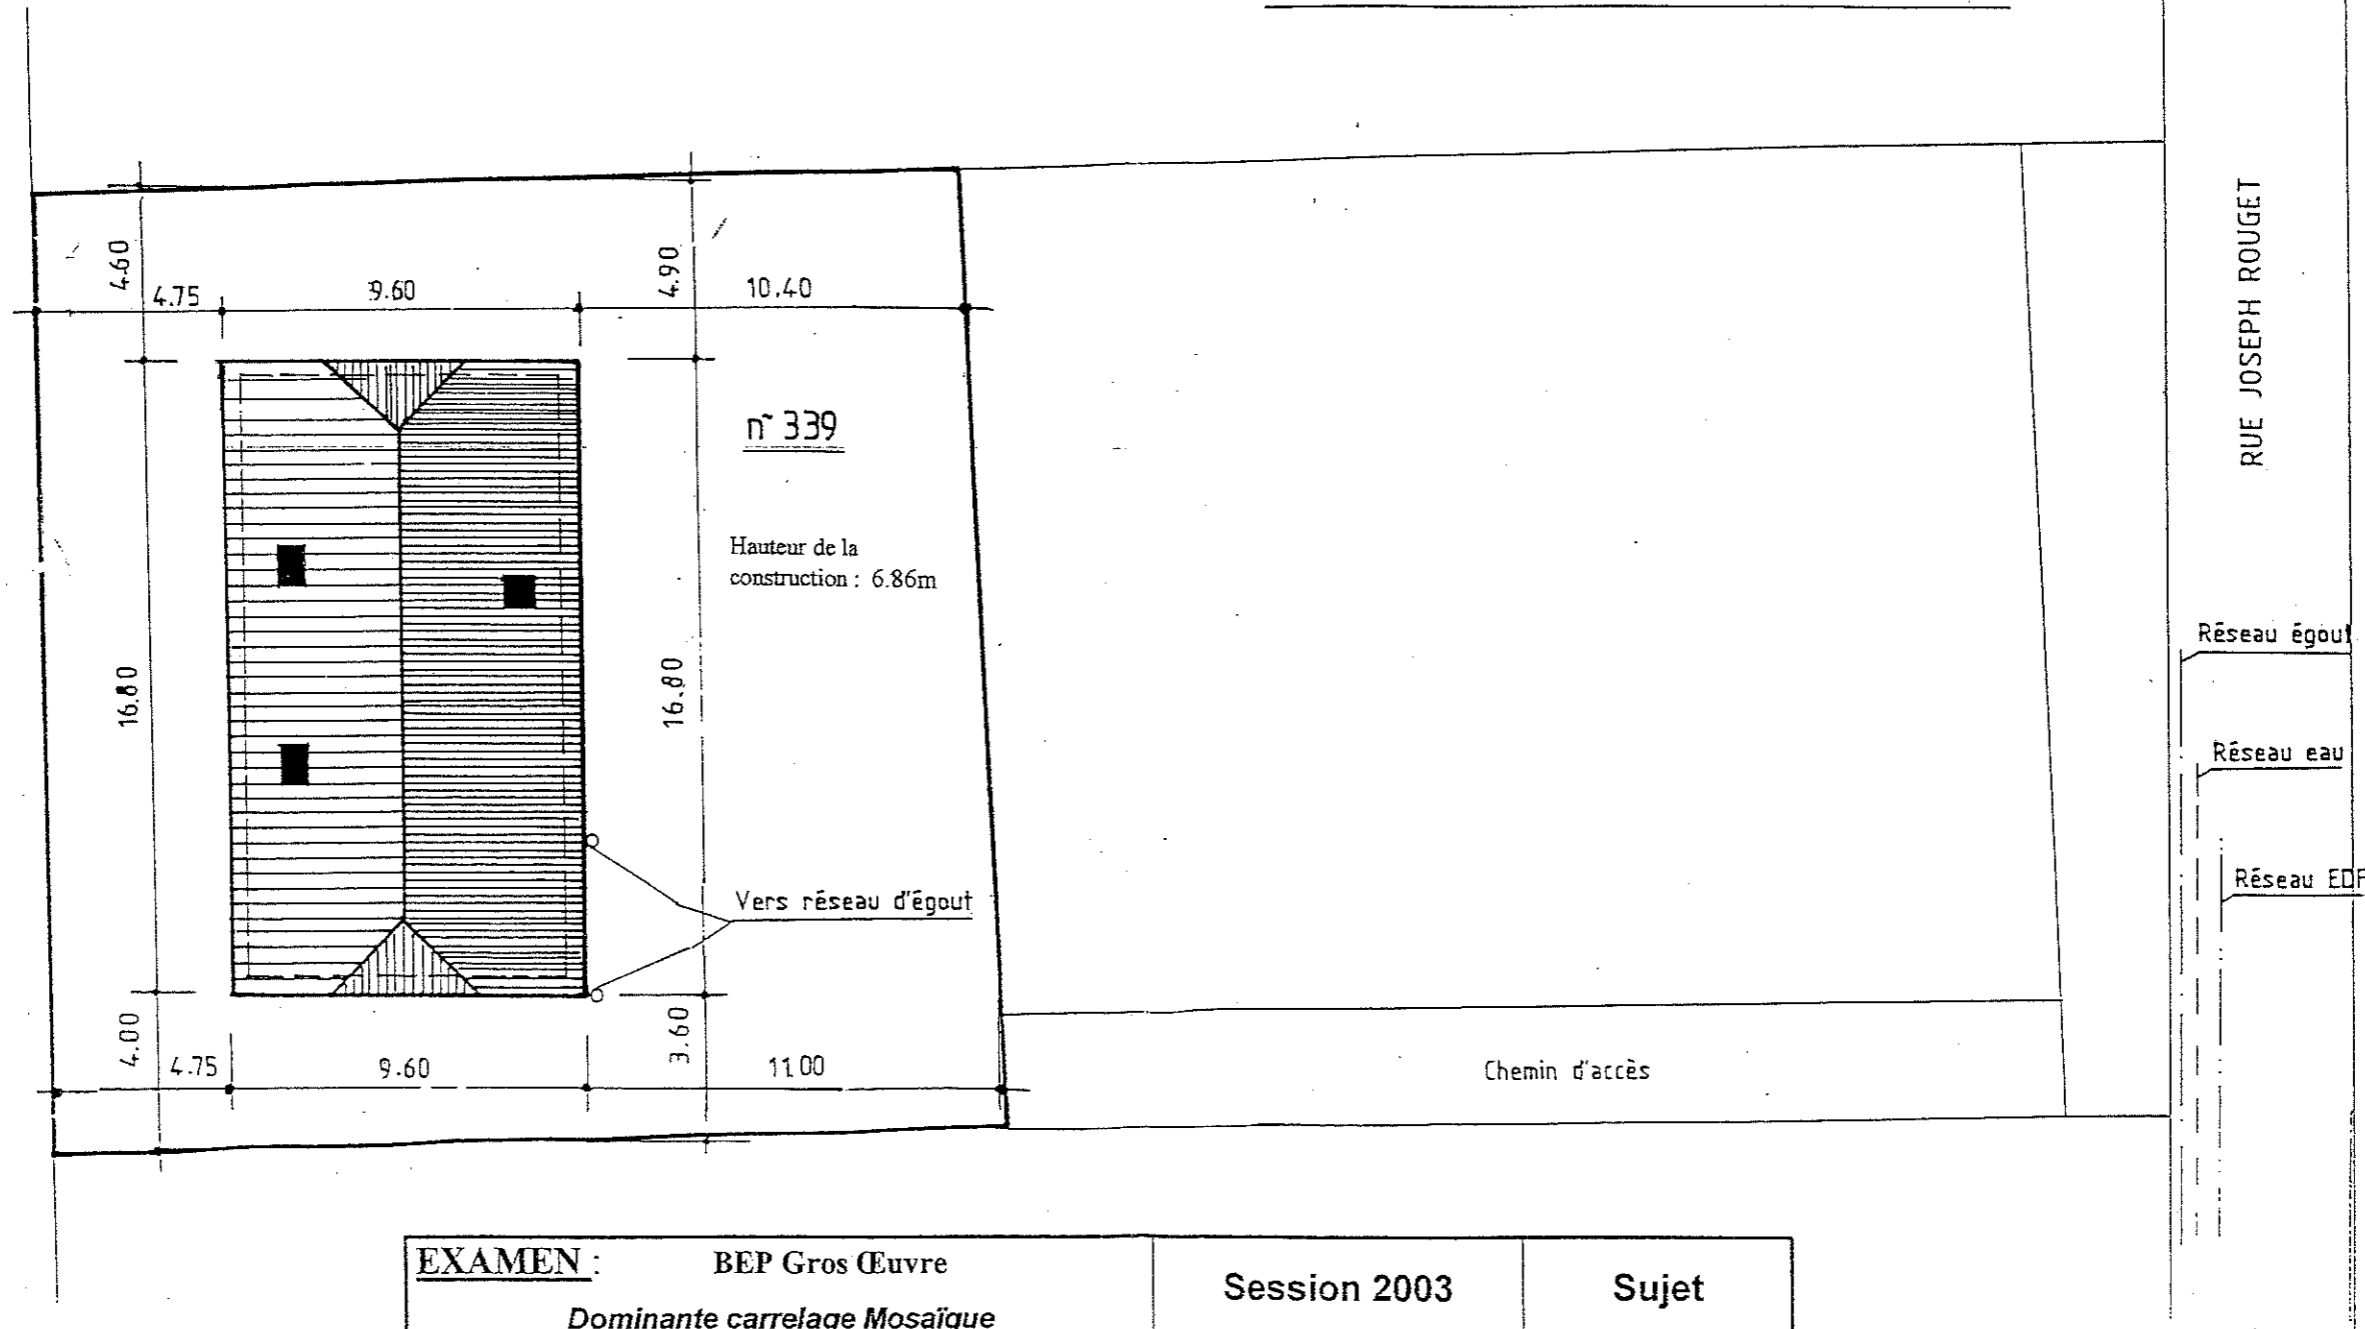 4.60
4.75
9.60
4.90
10.40
RUE JOSEPH ROUGET
n° 339
Hauteur de la
construction : 6.86m
16.80
16.80
Réseau égout
Réseau eau
Réseau EDF
Vers réseau d'égout
4.00
4.75
9.60
3.60
11.00
Chemin d'accès
EXAMEN : BEP Gros Œuvre
Dominante carrelage Mosaïque
Session 2003
Sujet